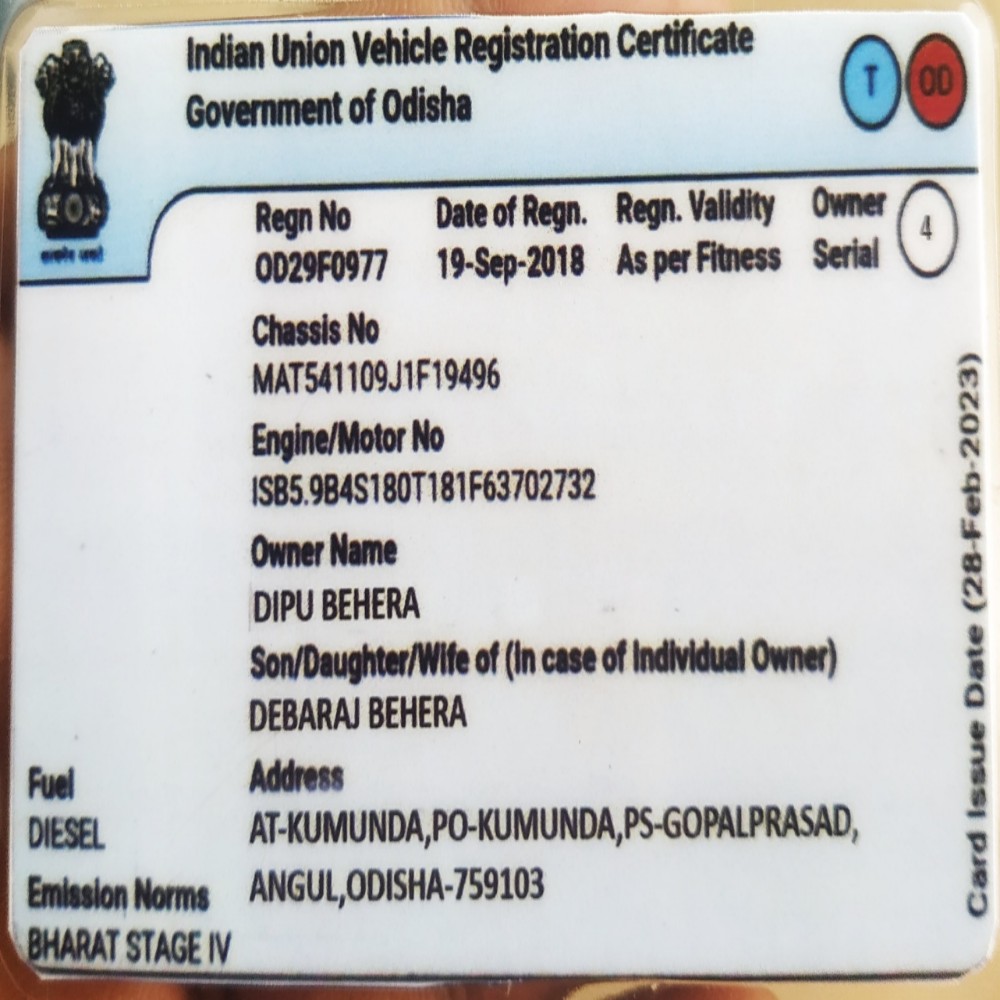 Indian Union Vehicle Registration Certificate
Government of Odisha
T OD
Regn No Date of Regn. Regn. Validity Owner Serial 4
OD29F0977 19-Sep-2018 As per Fitness
Chassis No
MAT541109J1F19496
Engine/Motor No
ISB5.9B4S180T181F63702732
Owner Name
DIPU BEHERA
Son/Daughter/Wife of (In case of Individual Owner)
DEBARAJ BEHERA
Address
AT-KUMUNDA,PO-KUMUNDA,PS-GOPALPRASAD,
ANGUL,ODISHA-759103
Fuel
DIESEL
Emission Norms
BHARAT STAGE IV
Card Issue Date (28-Feb-2023)
सत्यमेव जयते